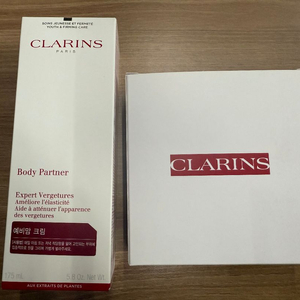 SOINS JEUNESSE ET FERMETÉ
YOUTH & FIRMING CARE
CLARINS
PARIS
Body Partner
Expert Vergetures
Améliore l'élasticité
Aide à atténuer l'apparence
des vergetures
예비맘 크림
AUX EXTRAITS DE PLANTES
CLARINS